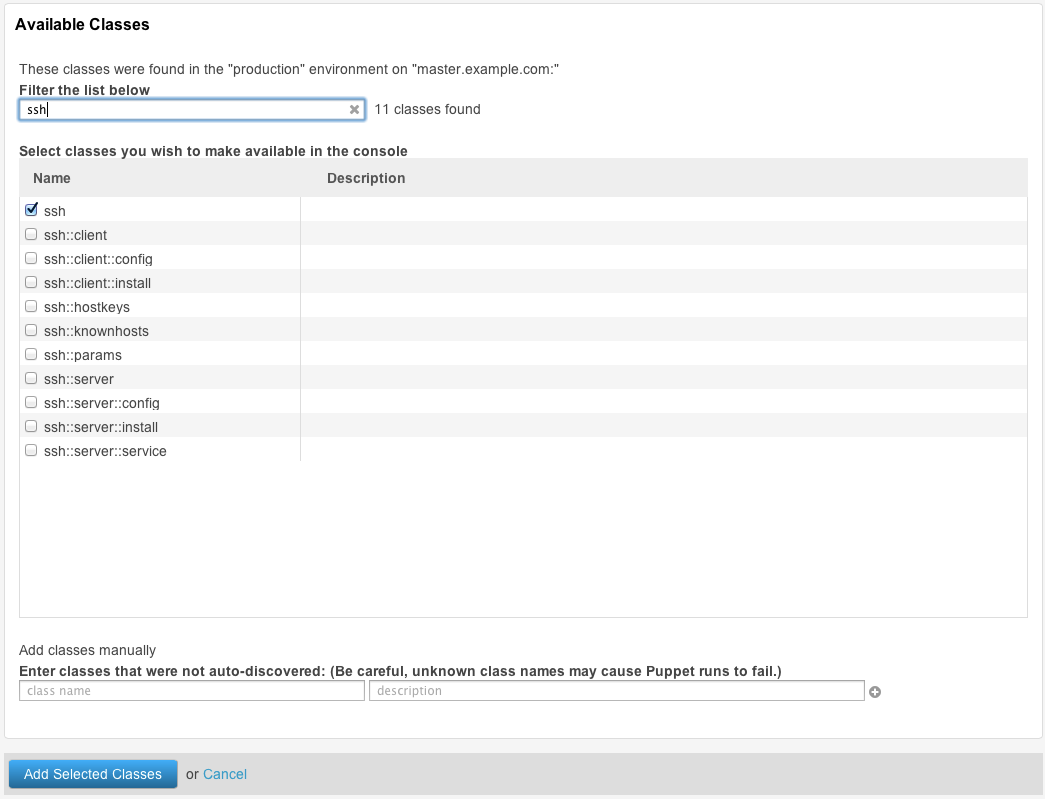 Available Classes
These classes were found in the "production" environment on "master.example.com:"
Filter the list below
ssh 11 classes found
Select classes you wish to make available in the console
Name Description
ssh
ssh::client
ssh::client::config
ssh::client::install
ssh::hostkeys
ssh::knownhosts
ssh::params
ssh::server
ssh::server::config
ssh::server::install
ssh::server::service
Add classes manually
Enter classes that were not auto-discovered: (Be careful, unknown class names may cause Puppet runs to fail.)
class name description
Add Selected Classes or Cancel